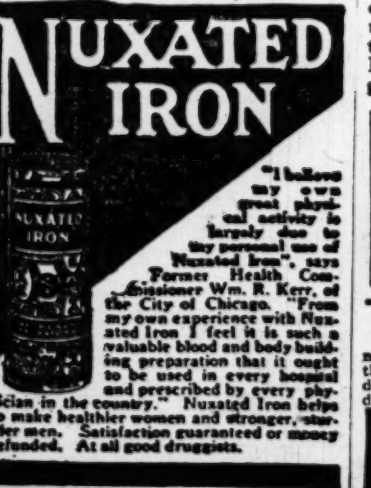 NUXATED
IRON
NUXATED
IRON
"I believe
my own
great physi-
cal activity is
largely due to
my personal use of
Nuxated Iron", says
Former Health Com-
missioner Wm. R. Kerr, of
the City of Chicago. "From
my own experience with Nux-
ated Iron I feel it is such a
valuable blood and body build-
ing preparation that it ought
to be used in every hospital
and prescribed by every phy-
sician in the country." Nuxated Iron helps
to make healthier women and stronger, stur-
dier men. Satisfaction guaranteed or money
refunded. At all good druggists.